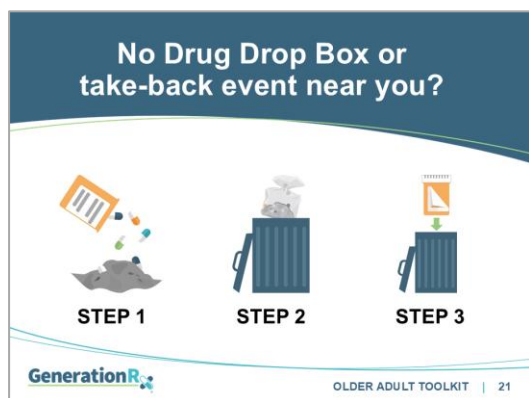 No Drug Drop Box or
take-back event near you?
STEP 1
STEP 2
STEP 3
GenerationRx
OLDER ADULT TOOLKIT | 21